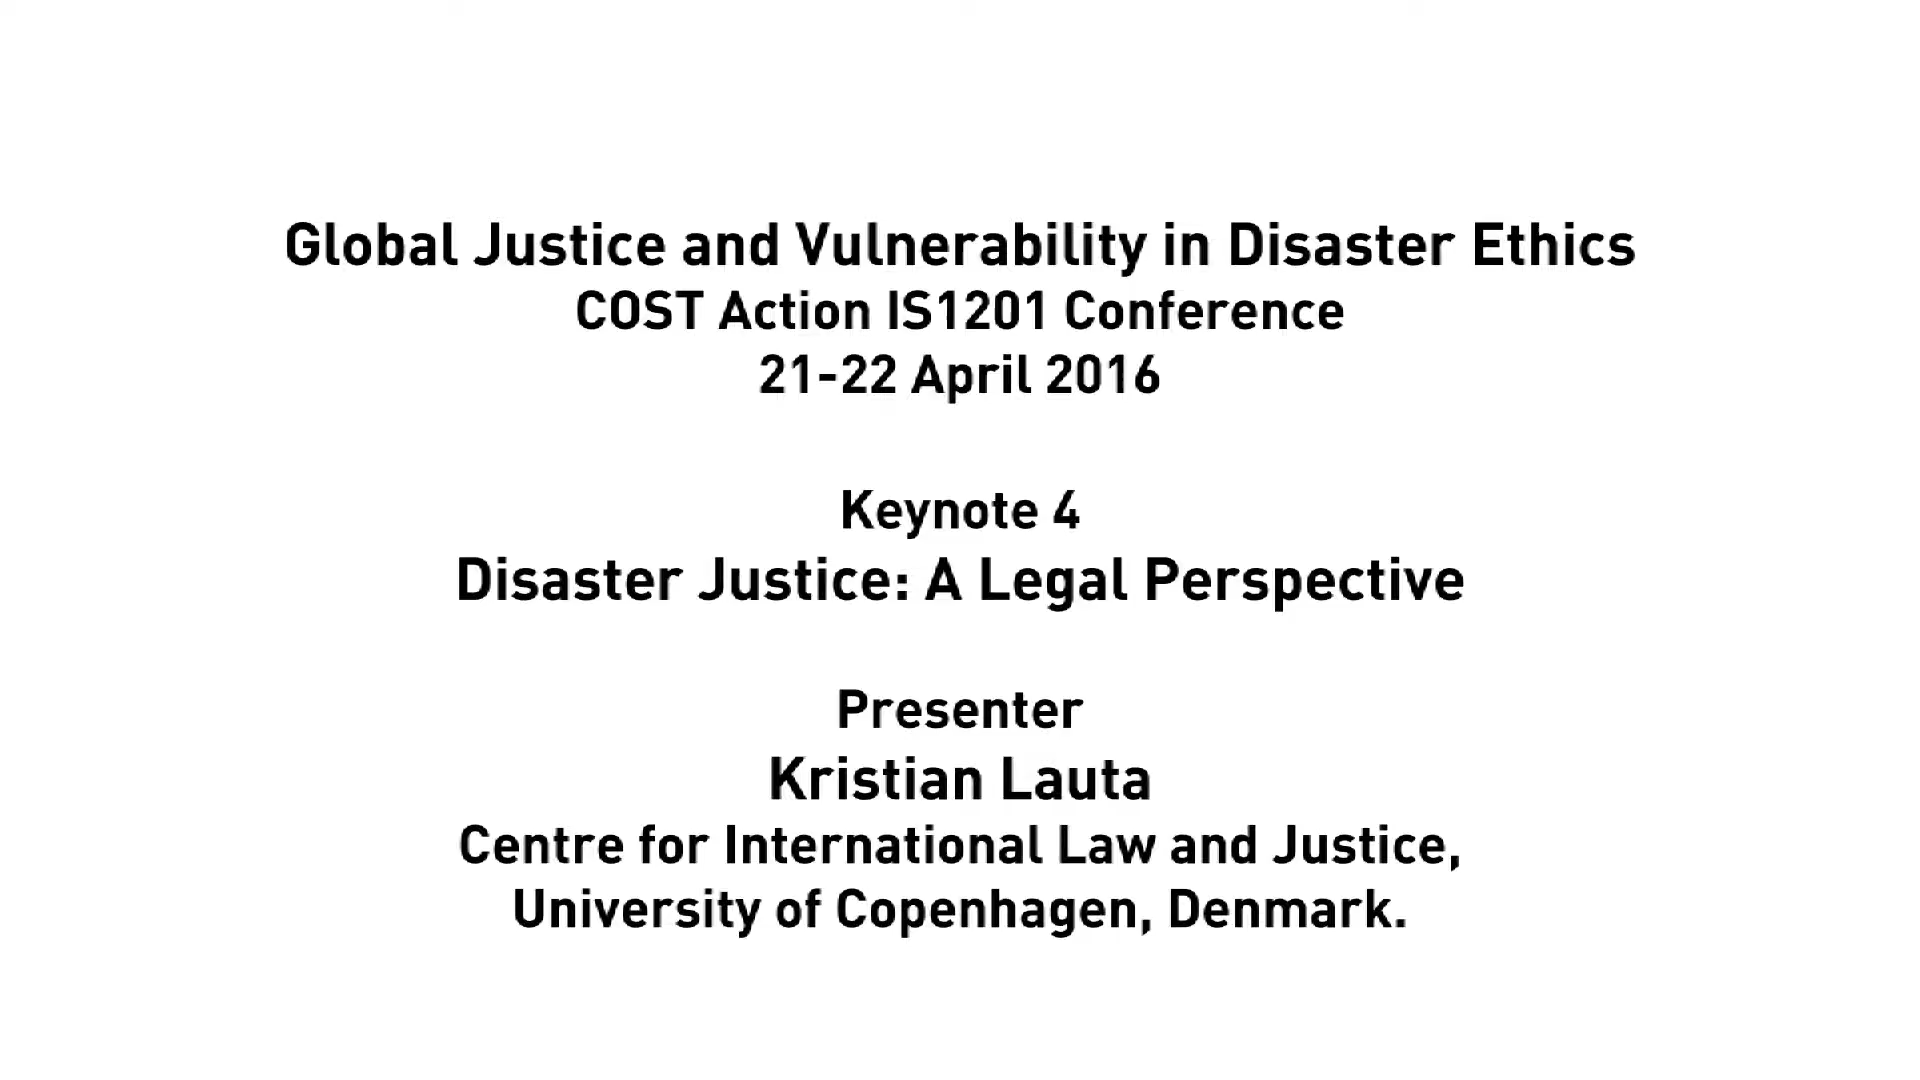 Global Justice and Vulnerability in Disaster Ethics
COST Action IS1201 Conference
21-22 April 2016
Keynote 4
Disaster Justice: A Legal Perspective
Presenter
Kristian Lauta
Centre for International Law and Justice,
University of Copenhagen, Denmark.